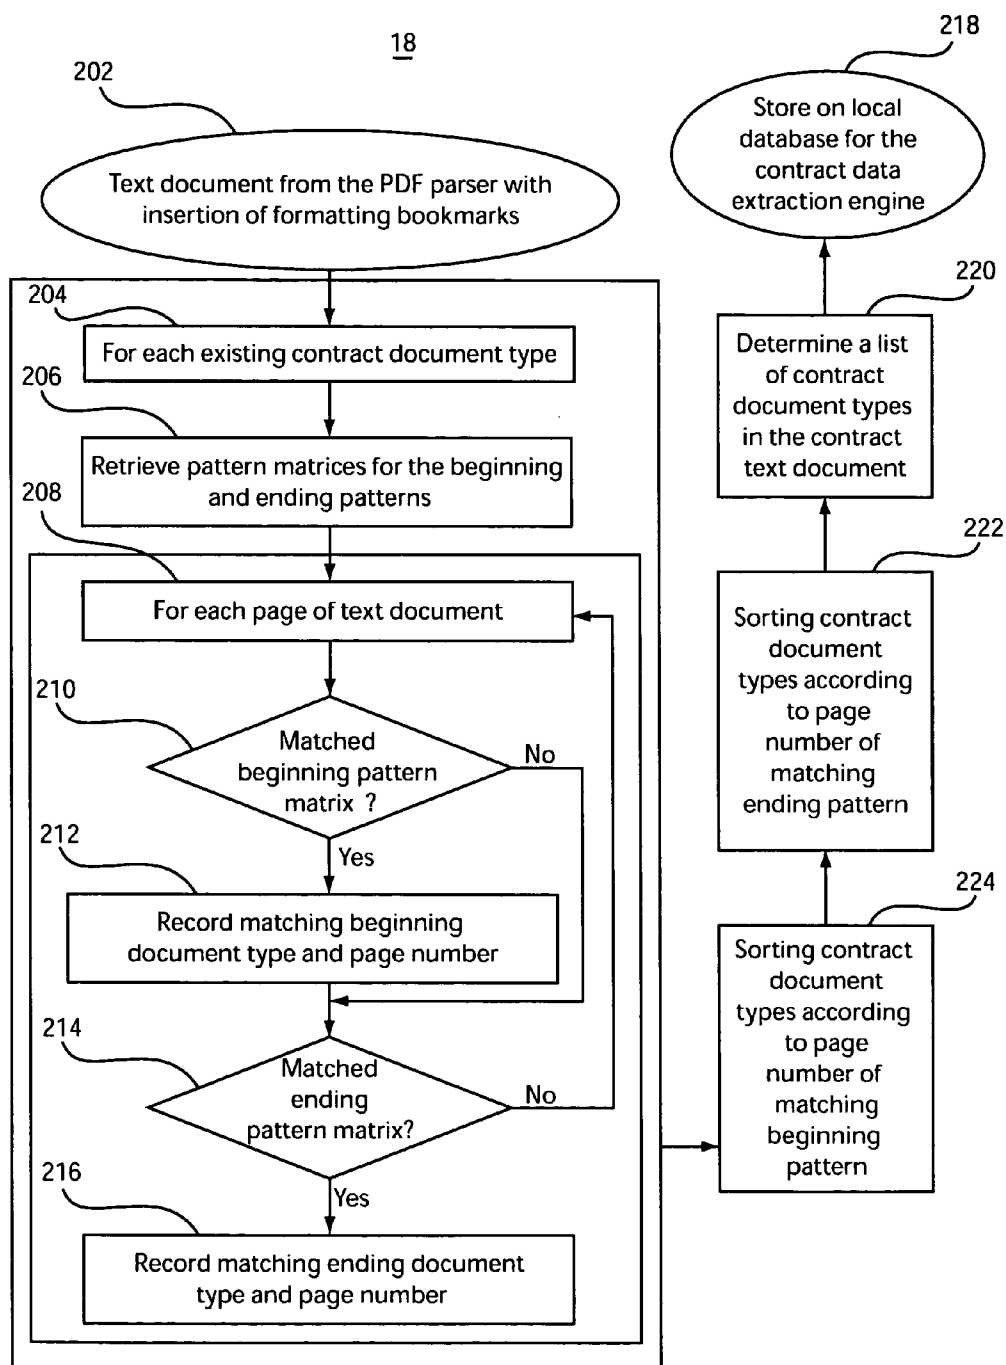 18
202
Text document from the PDF parser with
insertion of formatting bookmarks
204
For each existing contract document type
206
Retrieve pattern matrices for the beginning
and ending patterns
208
For each page of text document
210
Matched
beginning pattern
matrix ?
No
Yes
212
Record matching beginning
document type and page number
214
Matched
ending
pattern matrix?
No
Yes
216
Record matching ending document
type and page number
218
Store on local
database for the
contract data
extraction engine
220
Determine a list
of contract
document types
in the contract
text document
222
Sorting contract
document
types according
to page
number of
matching
ending pattern
224
Sorting contract
document
types according
to page
number of
matching
beginning
pattern